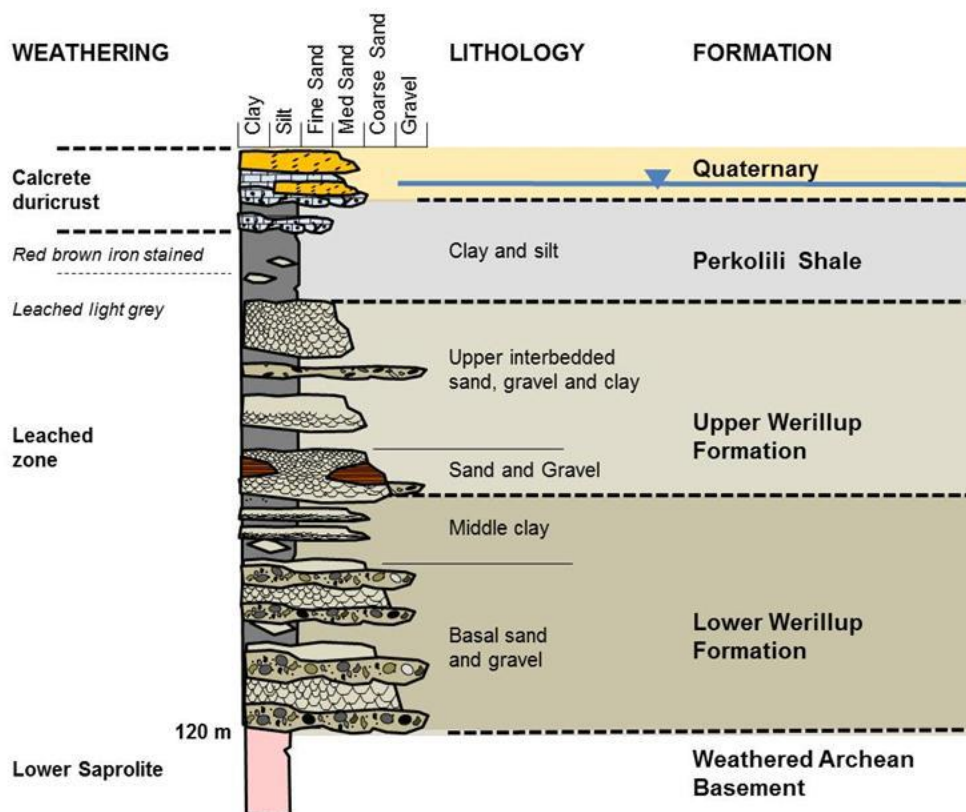 WEATHERING
LITHOLOGY
FORMATION
Clay
Silt
Fine Sand
Med Sand
Coarse Sand
Gravel
Calcrete
duricrust
Quaternary
Red brown iron stained
Clay and silt
Perkolili Shale
Leached light grey
Upper interbedded
sand, gravel and clay
Upper Werillup
Formation
Leached
zone
Sand and Gravel
Middle clay
Basal sand
and gravel
Lower Werillup
Formation
120 m
Lower Saprolite
Weathered Archean
Basement